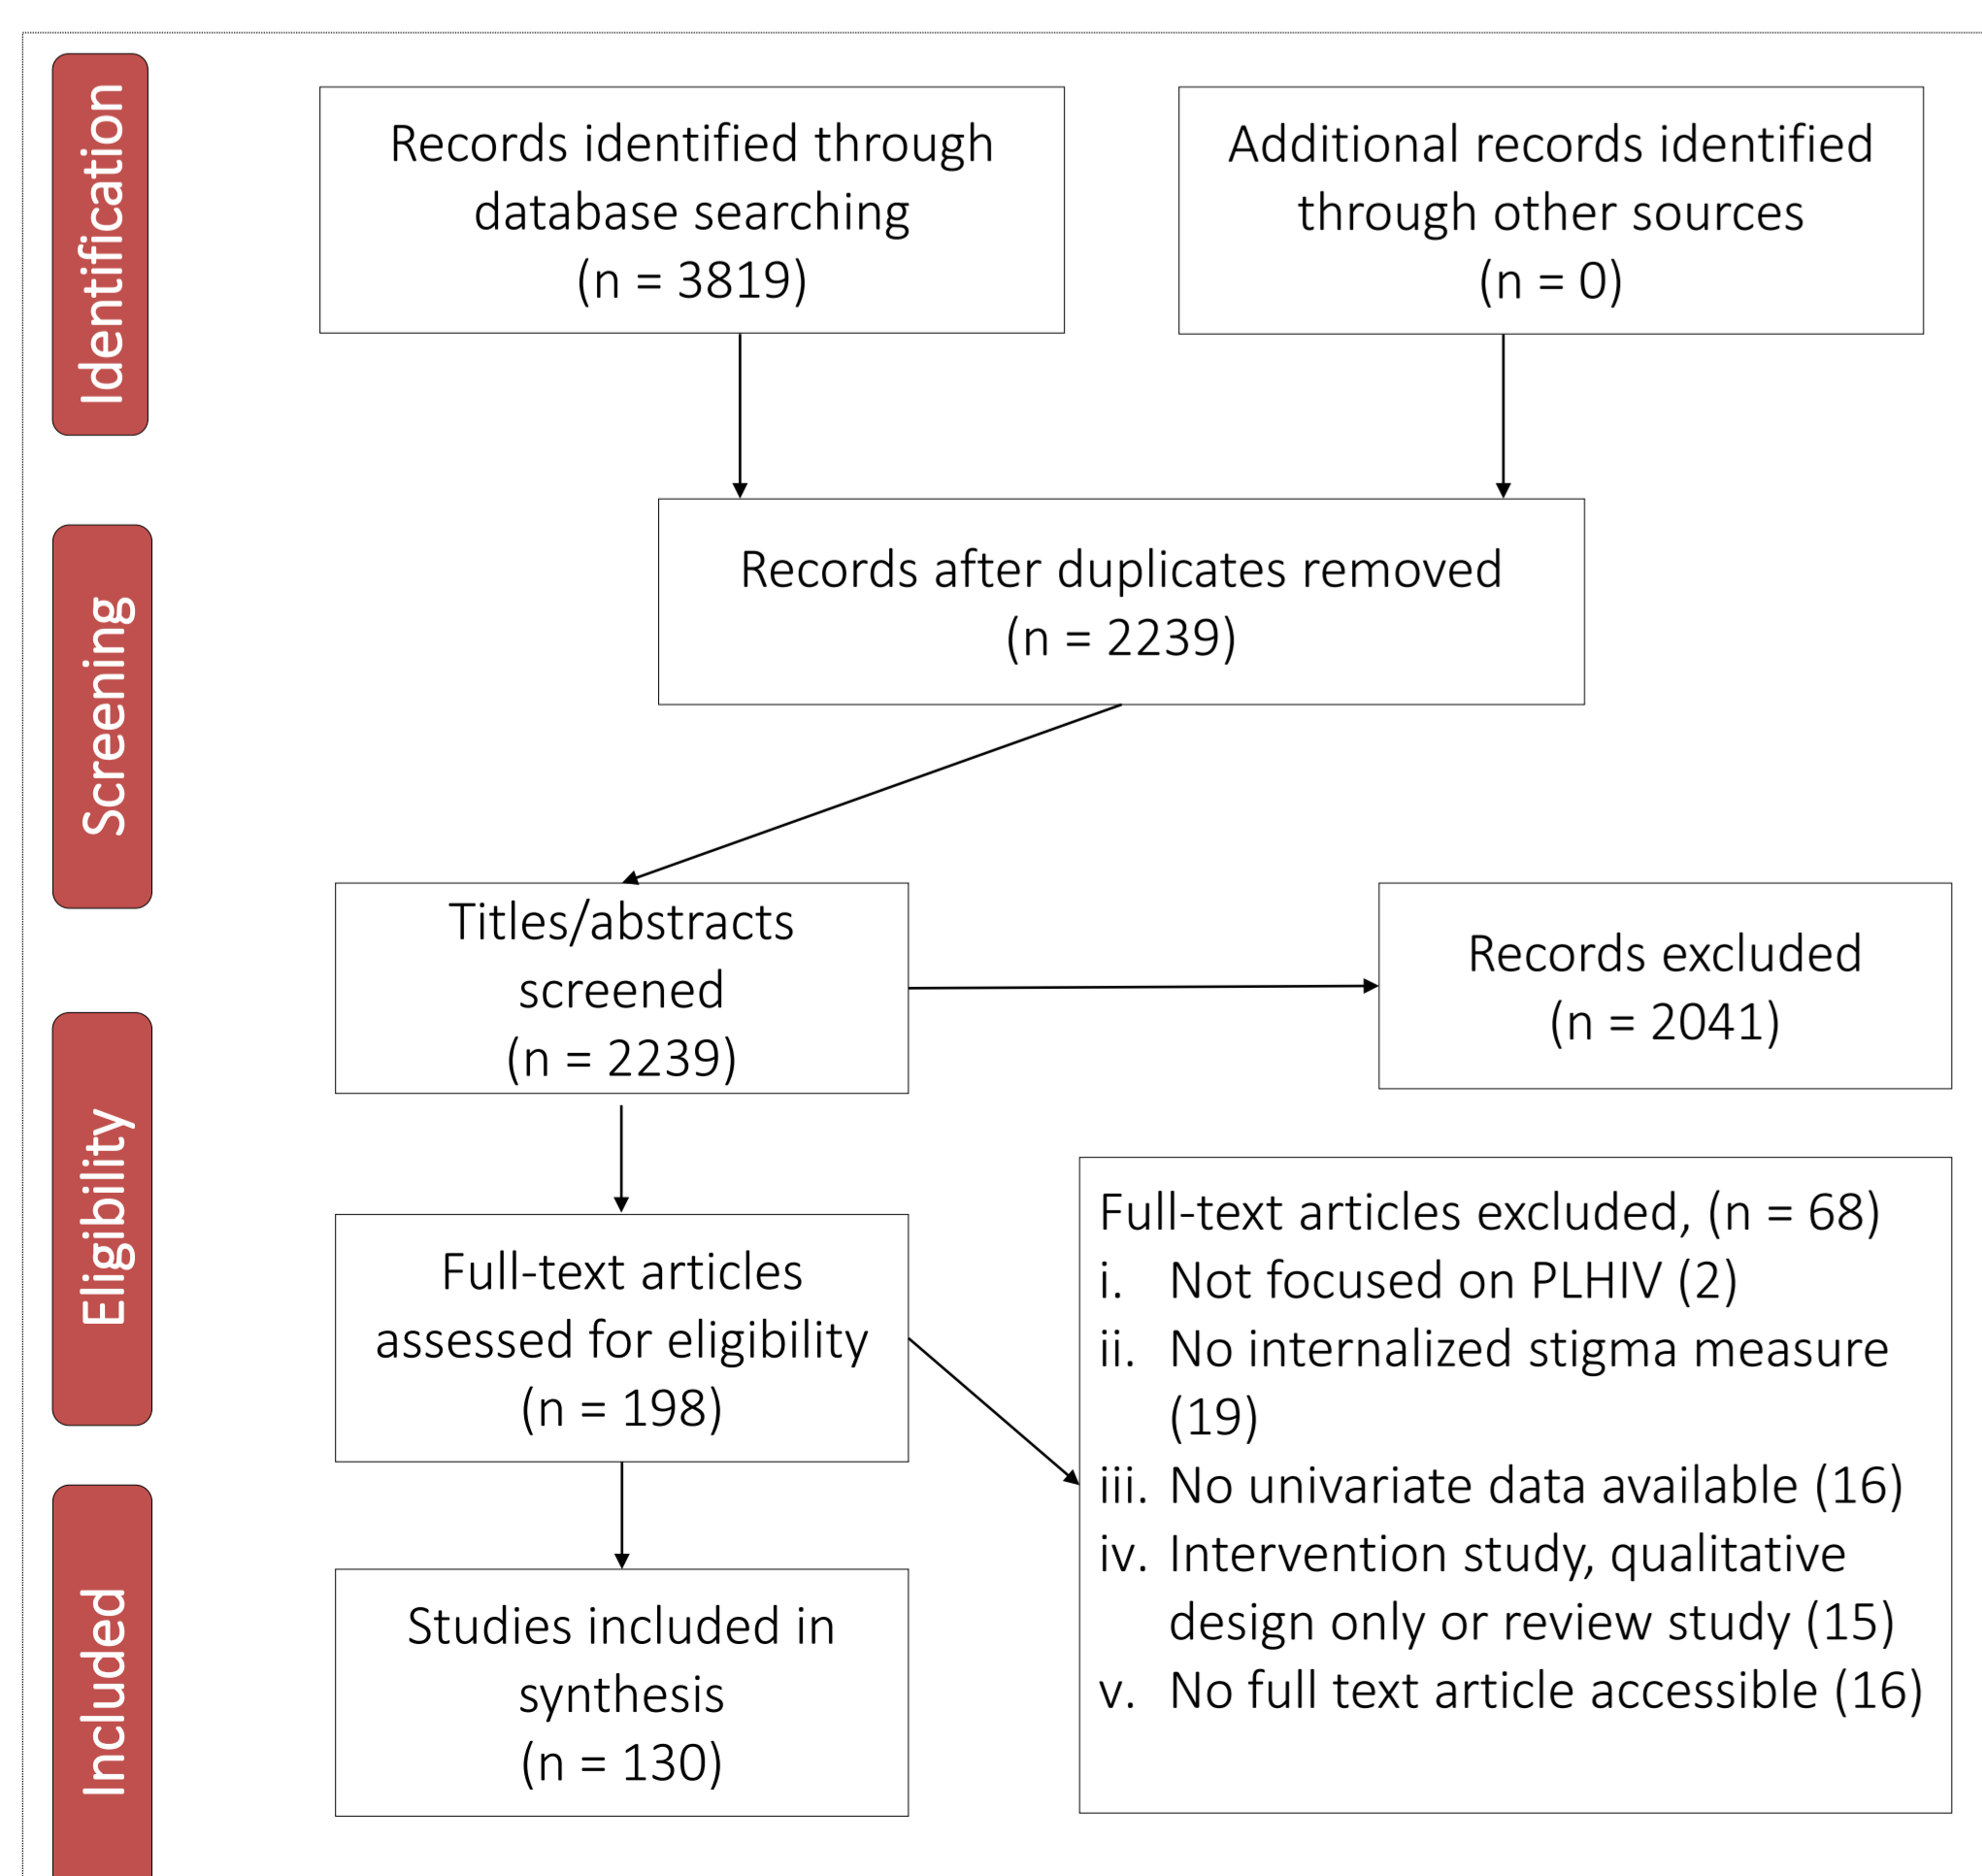 Identification
Records identified through
database searching
(n = 3819)
Additional records identified
through other sources
(n = 0)
Screening
Records after duplicates removed
(n = 2239)
Titles/abstracts
screened
(n = 2239)
Records excluded
(n = 2041)
Eligibility
Full-text articles
assessed for eligibility
(n = 198)
Full-text articles excluded, (n = 68)
i. Not focused on PLHIV (2)
ii. No internalized stigma measure
(19)
iii. No univariate data available (16)
iv. Intervention study, qualitative
design only or review study (15)
v. No full text article accessible (16)
Included
Studies included in
synthesis
(n = 130)